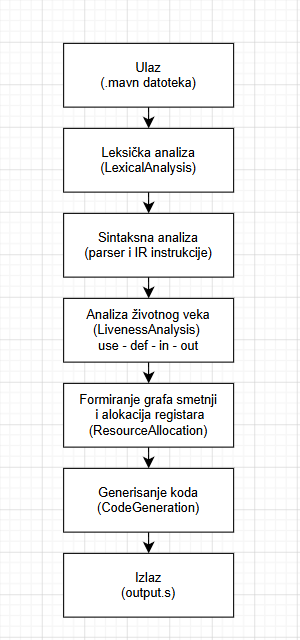 Ulaz
(.mavn datoteka)
Leksička analiza
(LexicalAnalysis)
Sintaksna analiza
(parser i IR instrukcije)
Analiza životnog veka
(LivenessAnalysis)
use - def - in - out
Formiranje grafa smetnji
i alokacija registara
(ResourceAllocation)
Generisanje koda
(CodeGeneration)
Izlaz
(output.s)